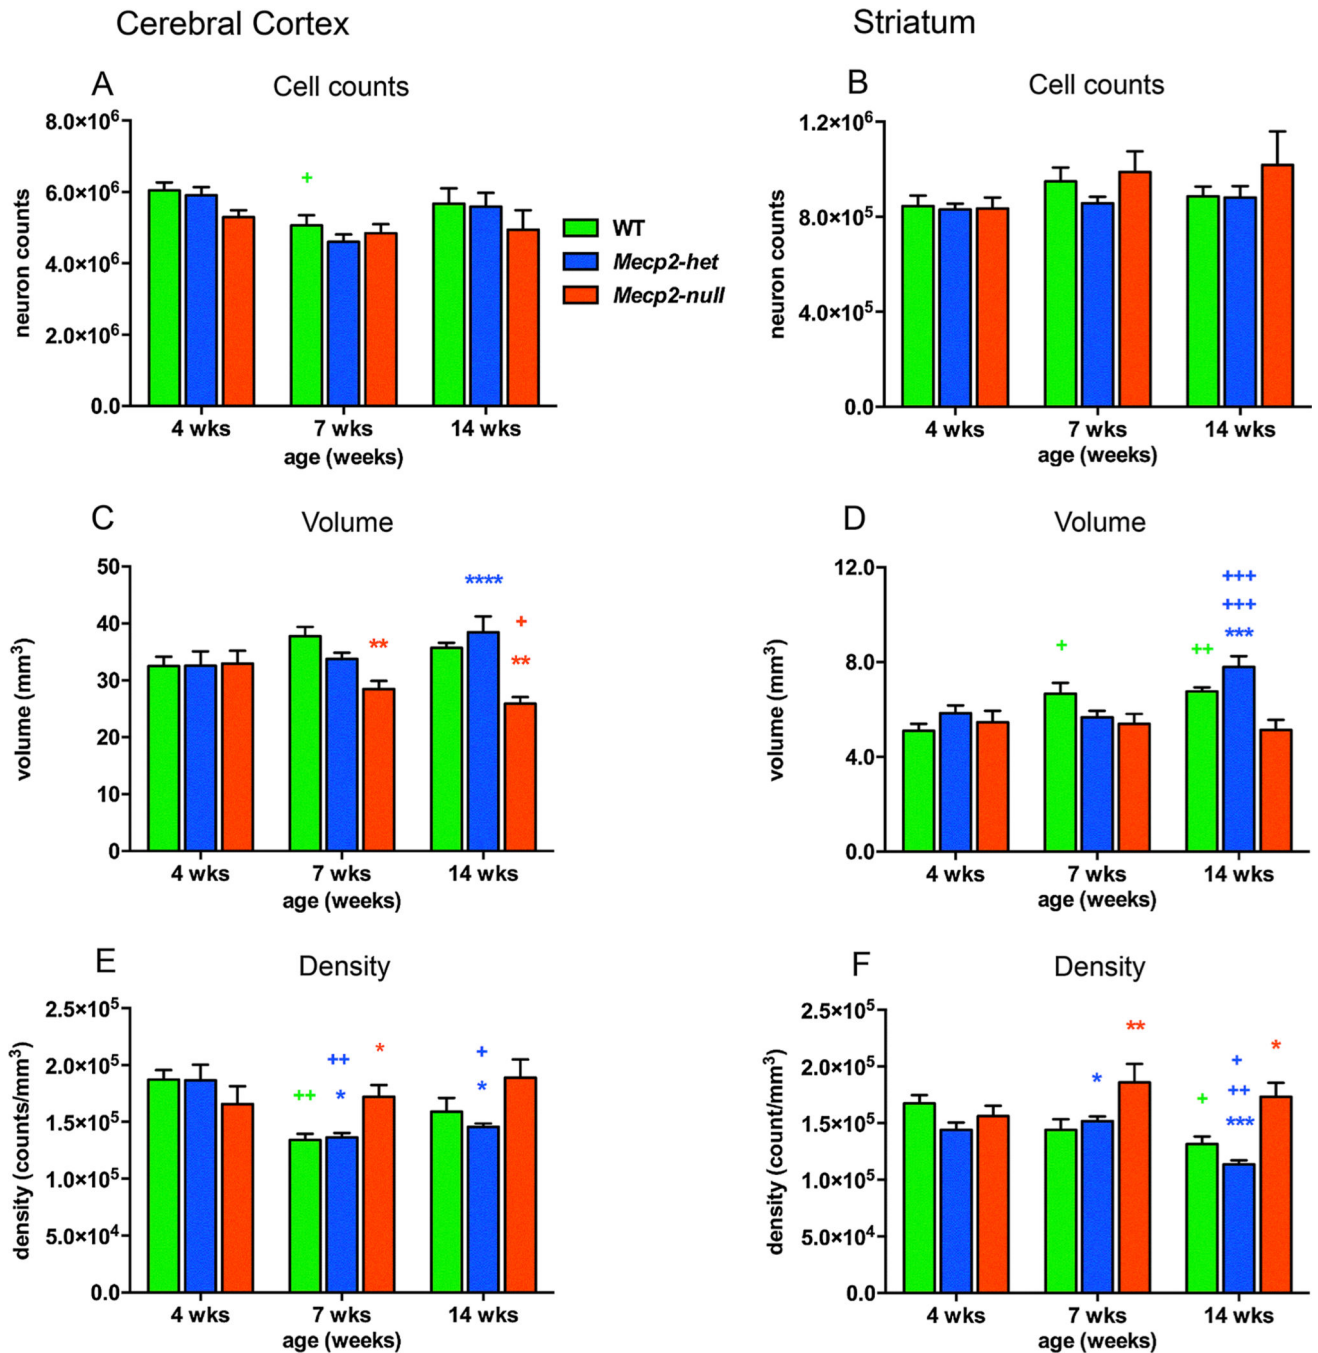 Cerebral Cortex
Striatum
A
Cell counts
8.0×10⁶
6.0×10⁶
4.0×10⁶
2.0×10⁶
0.0
neuron counts
+
4 wks
7 wks
14 wks
age (weeks)
WT
Mecp2-het
Mecp2-null
B
Cell counts
1.2×10⁶
8.0×10⁵
4.0×10⁵
0.0
neuron counts
4 wks
7 wks
14 wks
age (weeks)
C
Volume
50
40
30
20
10
0
volume (mm³)
**
****
+
**
4 wks
7 wks
14 wks
age (weeks)
D
Volume
12.0
8.0
4.0
0.0
volume (mm³)
+
++
+++
+++
***
4 wks
7 wks
14 wks
age (weeks)
E
Density
2.5×10⁵
2.0×10⁵
1.5×10⁵
1.0×10⁵
5.0×10⁴
0.0
density (counts/mm³)
++
++
*
*
+
*
4 wks
7 wks
14 wks
age (weeks)
F
Density
2.5×10⁵
2.0×10⁵
1.5×10⁵
1.0×10⁵
5.0×10⁴
0.0
density (count/mm³)
*
**
+
+
++
***
*
4 wks
7 wks
14 wks
age (weeks)